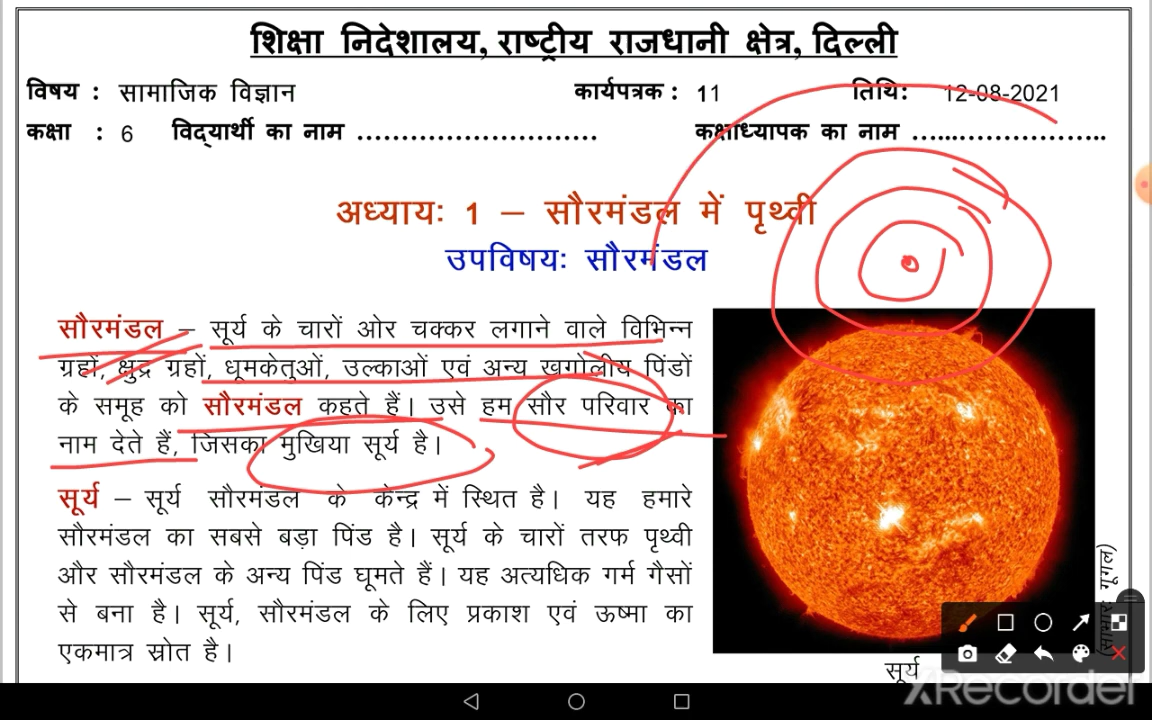 शिक्षा निदेशालय, राष्ट्रीय राजधानी क्षेत्र, दिल्ली
विषय : सामाजिक विज्ञान कार्यपत्रक : 11 तिथि: 12-08-2021
कक्षा : 6 विद्यार्थी का नाम ………………………… कक्षाध्यापक का नाम …...………………..
अध्यायः 1 – सौरमंडल में पृथ्वी
उपविषयः सौरमंडल
सौरमंडल – सूर्य के चारों ओर चक्कर लगाने वाले विभिन्न
ग्रहों, क्षुद्र ग्रहों, धूमकेतुओं, उल्काओं एवं अन्य खगोलीय पिंडों
के समूह को सौरमंडल कहते हैं। उसे हम सौर परिवार का
नाम देते हैं, जिसका मुखिया सूर्य है।
सूर्य – सूर्य सौरमंडल के केन्द्र में स्थित है। यह हमारे
सौरमंडल का सबसे बड़ा पिंड है। सूर्य के चारों तरफ पृथ्वी
और सौरमंडल के अन्य पिंड घूमते हैं। यह अत्यधिक गर्म गैसों
से बना है। सूर्य, सौरमंडल के लिए प्रकाश एवं ऊष्मा का
एकमात्र स्रोत है।
(साभारः गूगल)
सूर्य
XRecorder